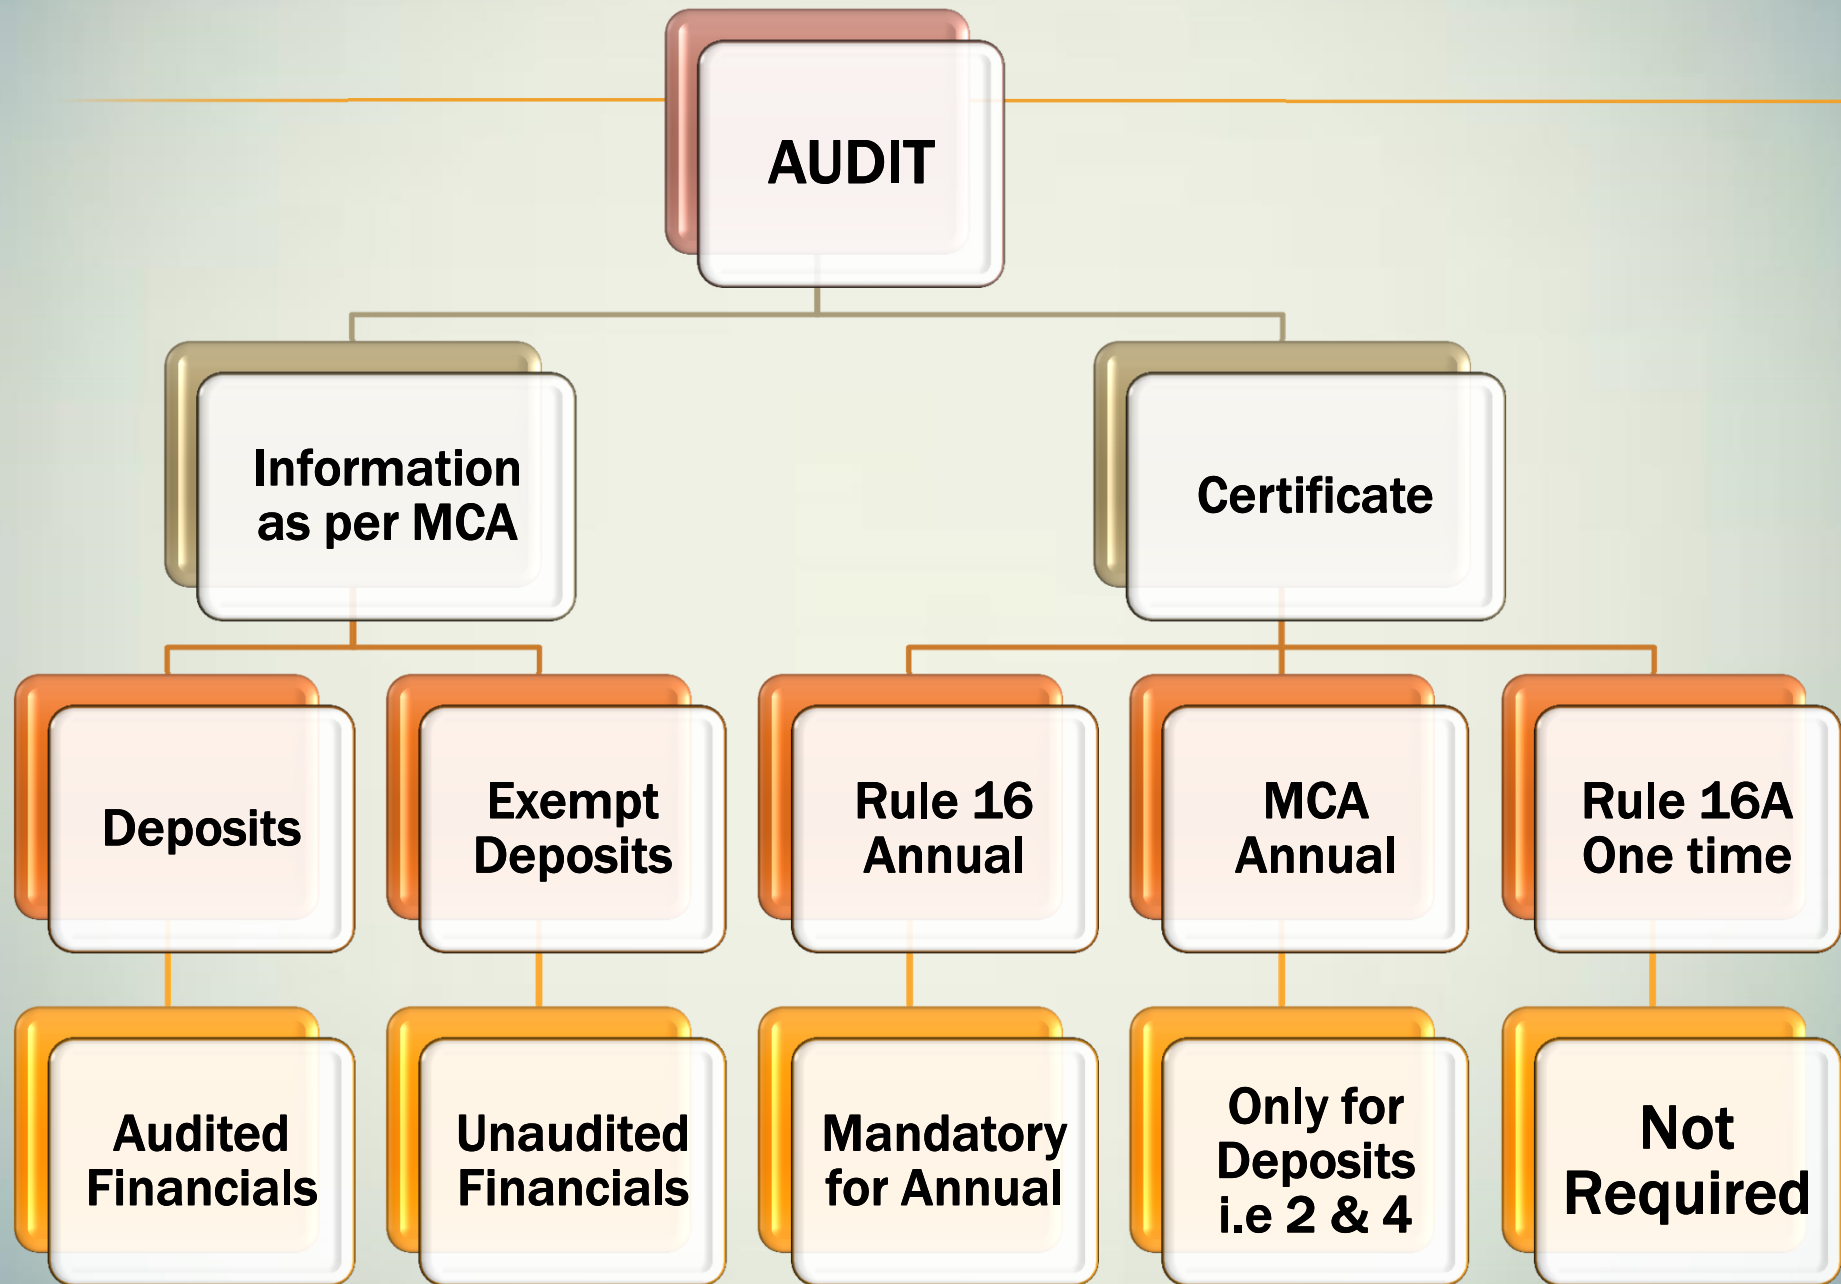 AUDIT
Information
as per MCA
Certificate
Deposits
Exempt
Deposits
Rule 16
Annual
MCA
Annual
Rule 16A
One time
Audited
Financials
Unaudited
Financials
Mandatory
for Annual
Only for
Deposits
i.e 2 & 4
Not
Required